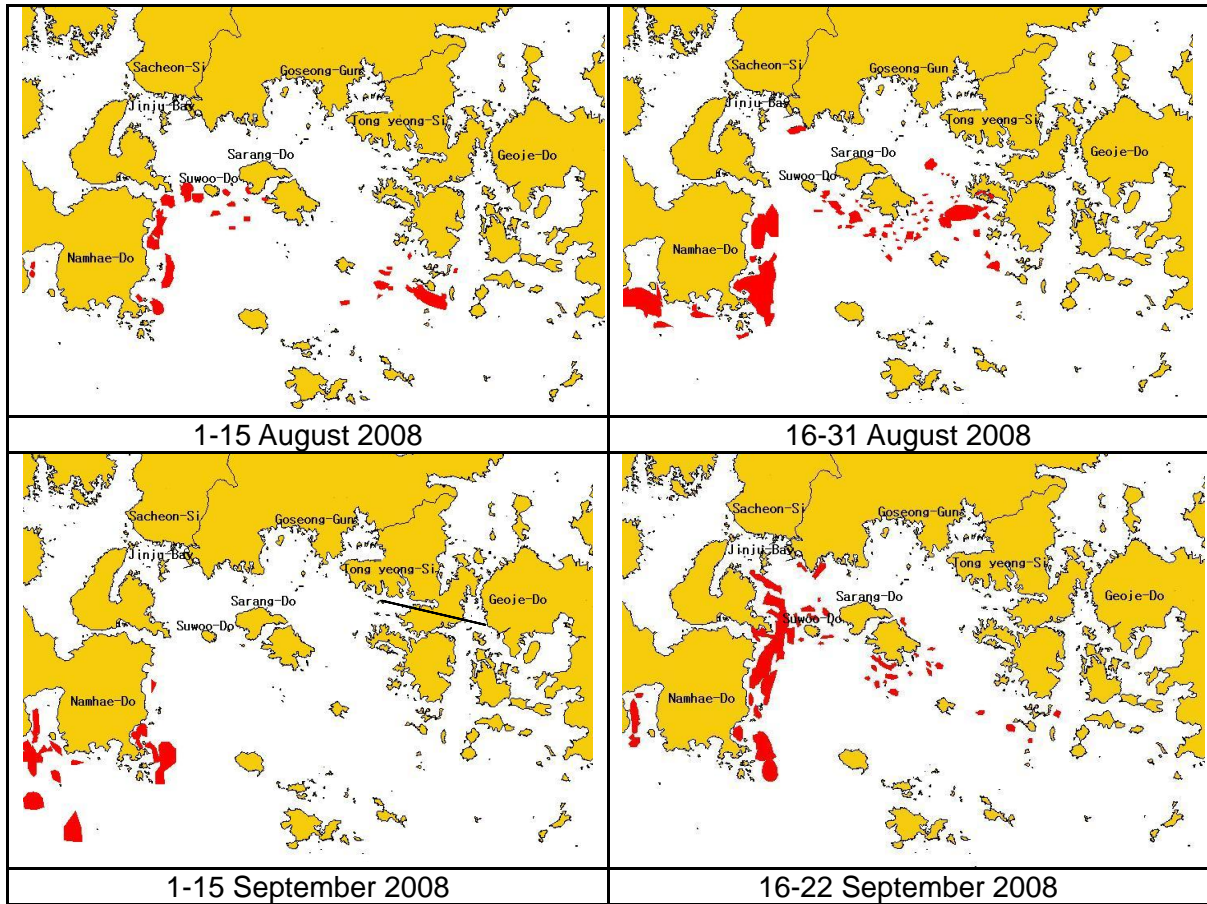 Sacheon-Si
Goseong-Gun
Jinju-Bay
Tong yeong-Si
Sarang-Do
Geoje-Do
Suwoo-Do
Namhae-Do
1-15 August 2008
Sacheon-Si
Goseong-Gun
Jinju-Bay
Tong yeong-Si
Sarang-Do
Geoje-Do
Suwoo-Do
Namhae-Do
16-31 August 2008
Sacheon-Si
Goseong-Gun
Jinju-Bay
Tong yeong-Si
Sarang-Do
Geoje-Do
Suwoo-Do
Namhae-Do
1-15 September 2008
Sacheon-Si
Goseong-Gun
Jinju-Bay
Tong yeong-Si
Sarang-Do
Geoje-Do
Suwoo-Do
Namhae-Do
16-22 September 2008